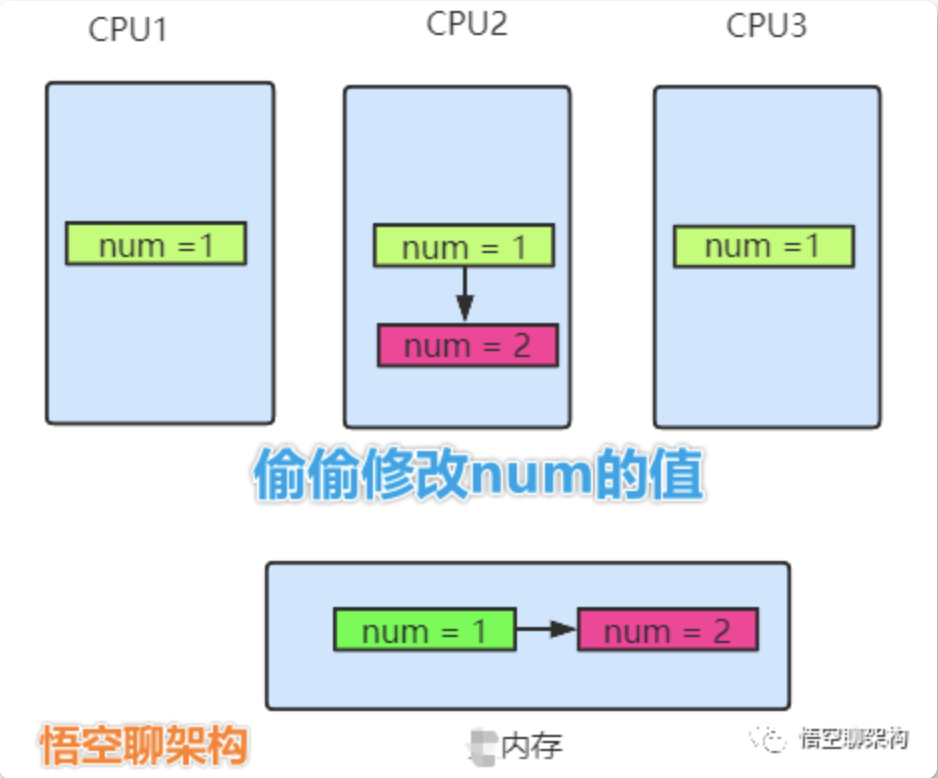 CPU1
CPU2
CPU3
num =1
num = 1
num =1
num = 2
偷偷修改num的值
num = 1
num = 2
悟空聊架构
内存
悟空聊架构